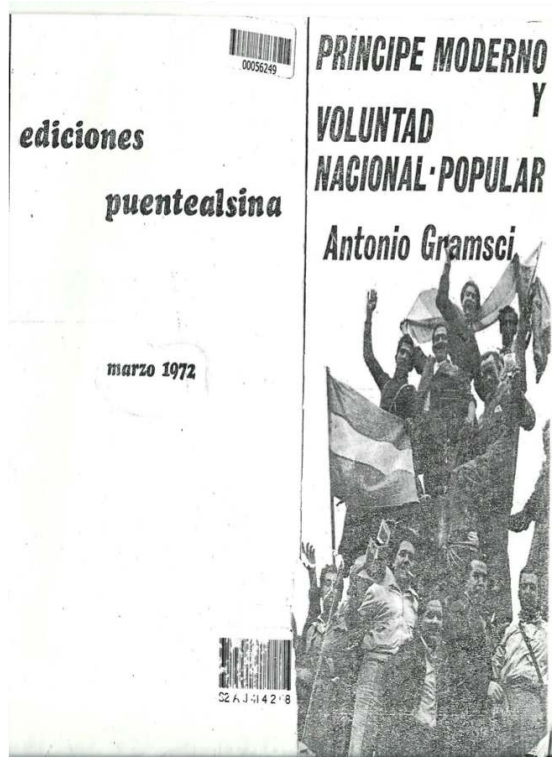 00056249
ediciones
puentealsina
marzo 1972
PRINCIPE MODERNO
Y
VOLUNTAD
NACIONAL·POPULAR
Antonio Gramsci